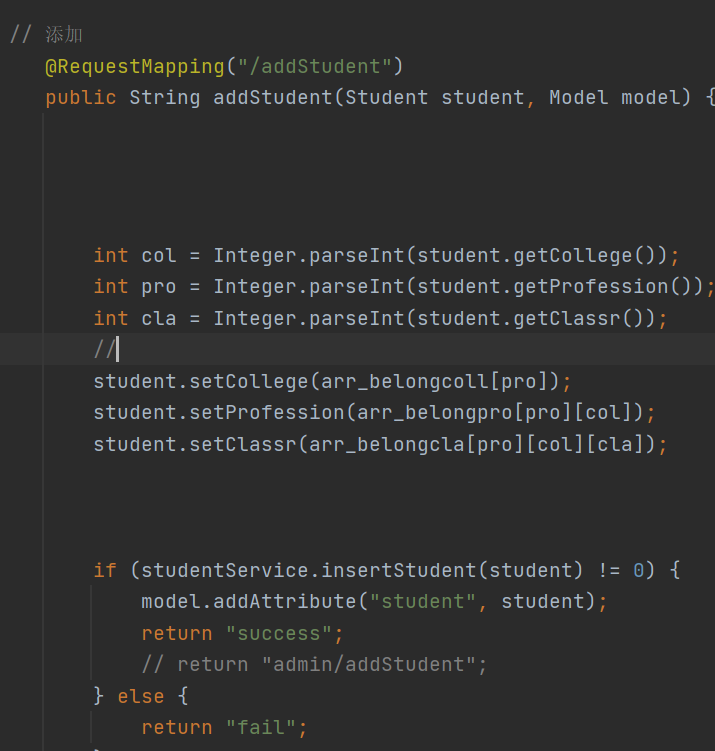 // 添加
@RequestMapping("/addStudent")
public String addStudent(Student student, Model model) {
int col = Integer.parseInt(student.getCollege());
int pro = Integer.parseInt(student.getProfession());
int cla = Integer.parseInt(student.getClassr());
//
student.setCollege(arr_belongcoll[pro]);
student.setProfession(arr_belongpro[pro][col]);
student.setClassr(arr_belongcla[pro][col][cla]);
if (studentService.insertStudent(student) != 0) {
model.addAttribute("student", student);
return "success";
// return "admin/addStudent";
} else {
return "fail";